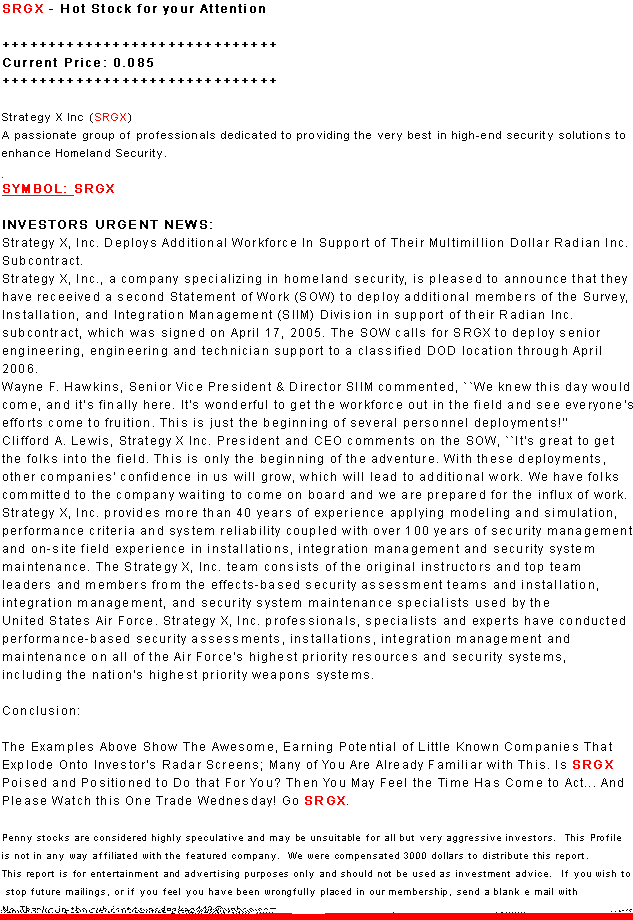 SRGX - Hot Stock for your Attention
++++++++++++++++++++++++++++++
Current Price: 0.085
++++++++++++++++++++++++++++++
Strategy X Inc (SRGX)
A passionate group of professionals dedicated to providing the very best in high-end security solutions to
enhance Homeland Security.
.
SYMBOL: SRGX
INVESTORS URGENT NEWS:
Strategy X, Inc. Deploys Additional Workforce In Support of Their Multimillion Dollar Radian Inc.
Subcontract.
Strategy X, Inc., a company specializing in homeland security, is pleased to announce that they
have receeived a second Statement of Work (SOW) to deploy additional members of the Survey,
Installation, and Integration Management (SIIM) Division in support of their Radian Inc.
subcontract, which was signed on April 17, 2005. The SOW calls for SRGX to deploy senior
engineering, engineering and technician support to a classified DOD location through April
2006.
Wayne F. Hawkins, Senior Vice President & Director SIIM commented, ``We knew this day would
come, and it's finally here. It's wonderful to get the workforce out in the field and see everyone's
efforts come to fruition. This is just the beginning of several personnel deployments!''
Clifford A. Lewis, Strategy X Inc. President and CEO comments on the SOW, ``It's great to get
the folks into the field. This is only the beginning of the adventure. With these deployments,
other companies' confidence in us will grow, which will lead to additional work. We have folks
committed to the company waiting to come on board and we are prepared for the influx of work.
Strategy X, Inc. provides more than 40 years of experience applying modeling and simulation,
performance criteria and system reliability coupled with over 100 years of security management
and on-site field experience in installations, integration management and security system
maintenance. The Strategy X, Inc. team consists of the original instructors and top team
leaders and members from the effects-based security assessment teams and installation,
integration management, and security system maintenance specialists used by the
United States Air Force. Strategy X, Inc. professionals, specialists and experts have conducted
performance-based security assessments, installations, integration management and
maintenance on all of the Air Force's highest priority resources and security systems,
including the nation's highest priority weapons systems.
Conclusion:
The Examples Above Show The Awesome, Earning Potential of Little Known Companies That
Explode Onto Investor's Radar Screens; Many of You Are Already Familiar with This. Is SRGX
Poised and Positioned to Do that For You? Then You May Feel the Time Has Come to Act... And
Please Watch this One Trade Wednesday! Go SRGX.
Penny stocks are considered highly speculative and may be unsuitable for all but very aggressive investors. This Profile
is not in any way affiliated with the featured company. We were compensated 3000 dollars to distribute this report.
This report is for entertainment and advertising purposes only and should not be used as investment advice. If you wish to
stop future mailings, or if you feel you have been wrongfully placed in our membership, send a blank e mail with
No Thanks in the subject to